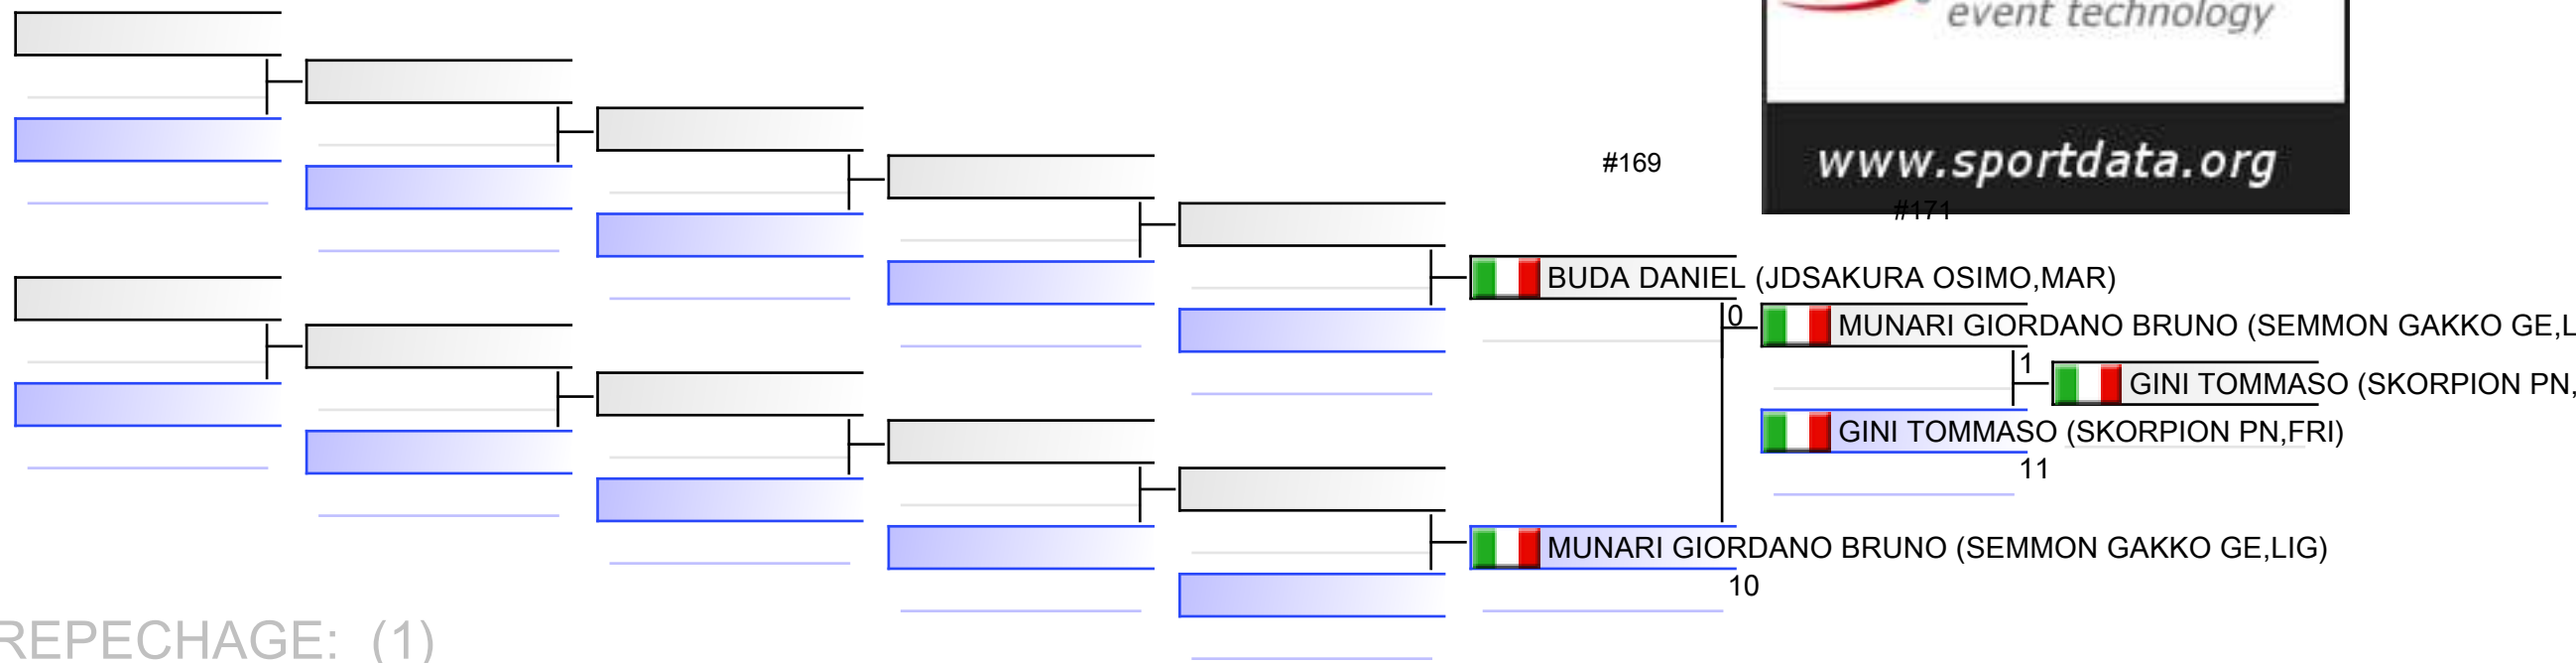 event technology
www.sportdata.org
#169
#171
BUDA DANIEL (JDSAKURA OSIMO,MAR)
0
MUNARI GIORDANO BRUNO (SEMMON GAKKO GE,L
1
GINI TOMMASO (SKORPION PN,
GINI TOMMASO (SKORPION PN,FRI)
11
MUNARI GIORDANO BRUNO (SEMMON GAKKO GE,LIG)
10
REPECHAGE: (1)